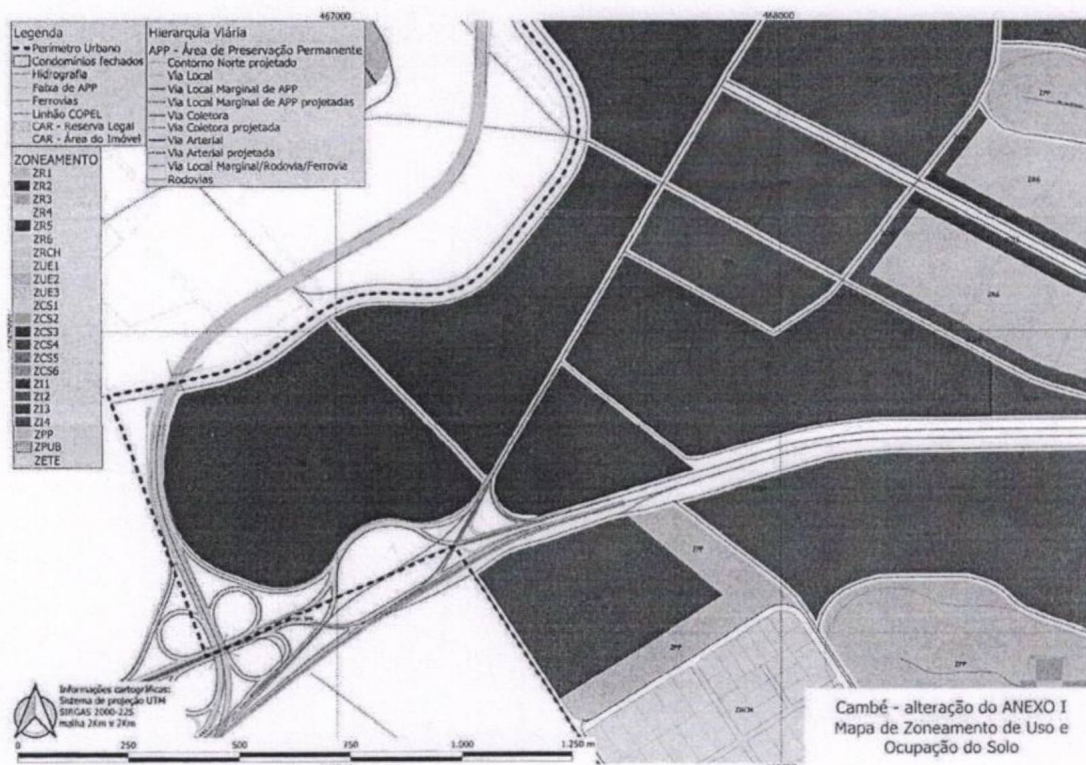 467000
468000
Legenda
Perímetro Urbano
Condomínios fechados
Hidrografia
Faixa de APP
Ferrovias
Linhão COPEL
CAR - Reserva Legal
CAR - Área do Imóvel
Hierarquia Viária
APP - Área de Preservação Permanente
Contorno Norte projetado
Via Local
Via Local Marginal de APP
Via Local Marginal de APP projetadas
Via Coletora
Via Coletora projetada
Via Arterial
Via Arterial projetada
Via Local Marginal/Rodovia/Ferrovia
Rodovias
ZONEAMENTO
ZR1
ZR2
ZR3
ZR4
ZR5
ZR6
ZRCH
ZUE1
ZUE2
ZUE3
ZCS1
ZCS2
ZCS3
ZCS4
ZCS5
ZCS6
ZI1
ZI2
ZI3
ZI4
ZPP
ZPUB
ZETE
ZPP
ZR6
ZR6
ZPP
ZPP
ZPP
ZRCH
Informações cartográficas:
Sistema de projeção UTM
SIRGAS 2000-22S
malha 2Km x 2Km
0 250 500 750 1.000 1.250 m
Cambé - alteração do ANEXO I
Mapa de Zoneamento de Uso e
Ocupação do Solo